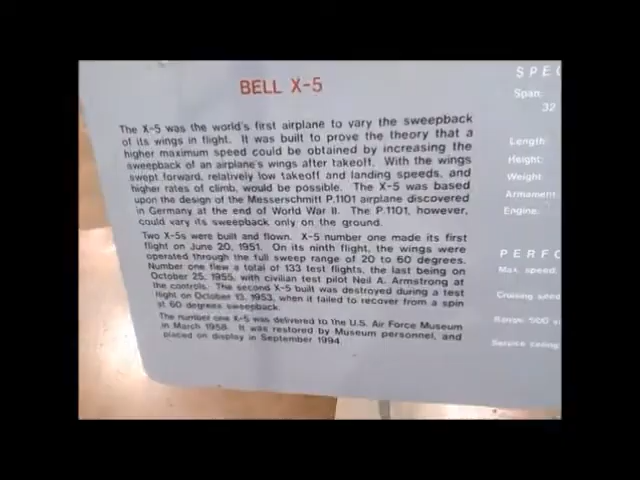 BELL X-5
The X-5 was the world's first airplane to vary the sweepback
of its wings in flight. It was built to prove the theory that a
higher maximum speed could be obtained by increasing the
sweepback of an airplane's wings after takeoff. With the wings
swept forward, relatively low takeoff and landing speeds, and
higher rates of climb, would be possible. The X-5 was based
upon the design of the Messerschmitt P.1101 airplane discovered
in Germany at the end of World War II. The P.1101, however,
could vary its sweepback only on the ground.
Two X-5s were built and flown. X-5 number one made its first
flight on June 20, 1951. On its ninth flight, the wings were
operated through the full sweep range of 20 to 60 degrees.
Number one flew a total of 133 test flights, the last being on
October 25, 1955, with civilian test pilot Neil A. Armstrong at
the controls. The second X-5 built was destroyed during a test
flight on October 13, 1953, when it failed to recover from a spin
at 60 degrees sweepback.
The number one X-5 was delivered to the U.S. Air Force Museum
in March 1958. It was restored by Museum personnel, and
placed on display in September 1994.
SPEC
Span:
32
Length:
Height:
Weight:
Armament
Engine:
PERFO
Max speed:
Cruising speed
Range: 500
Service ceiling